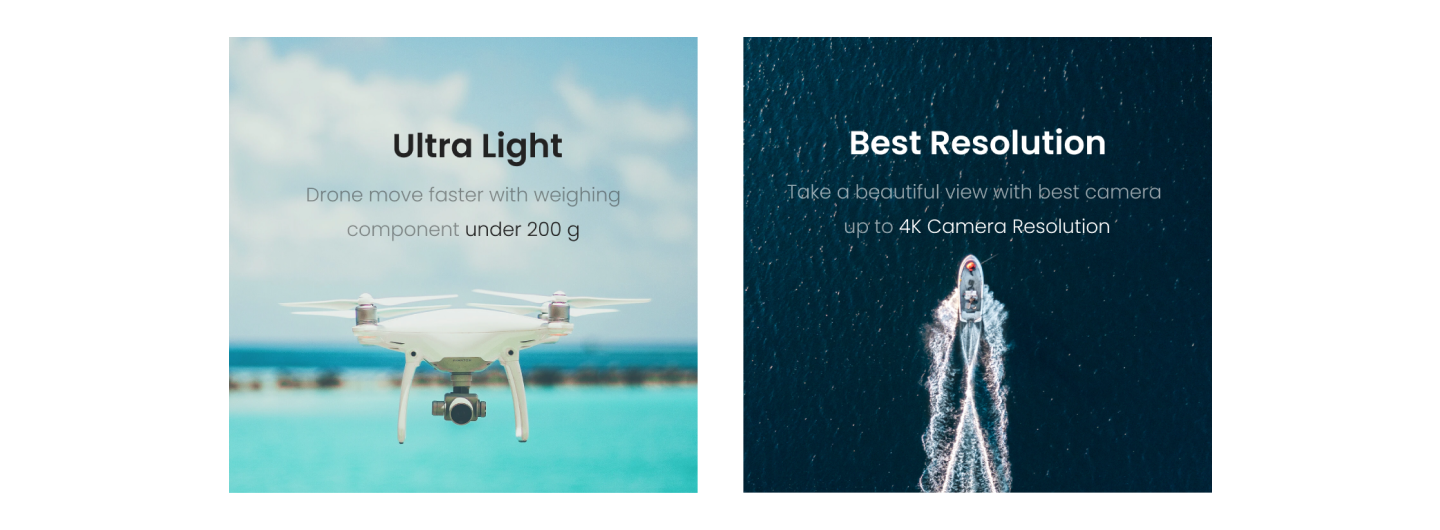 Ultra Light
Drone move faster with weighing
component under 200 g
Best Resolution
Take a beautiful view with best camera
up to 4K Camera Resolution